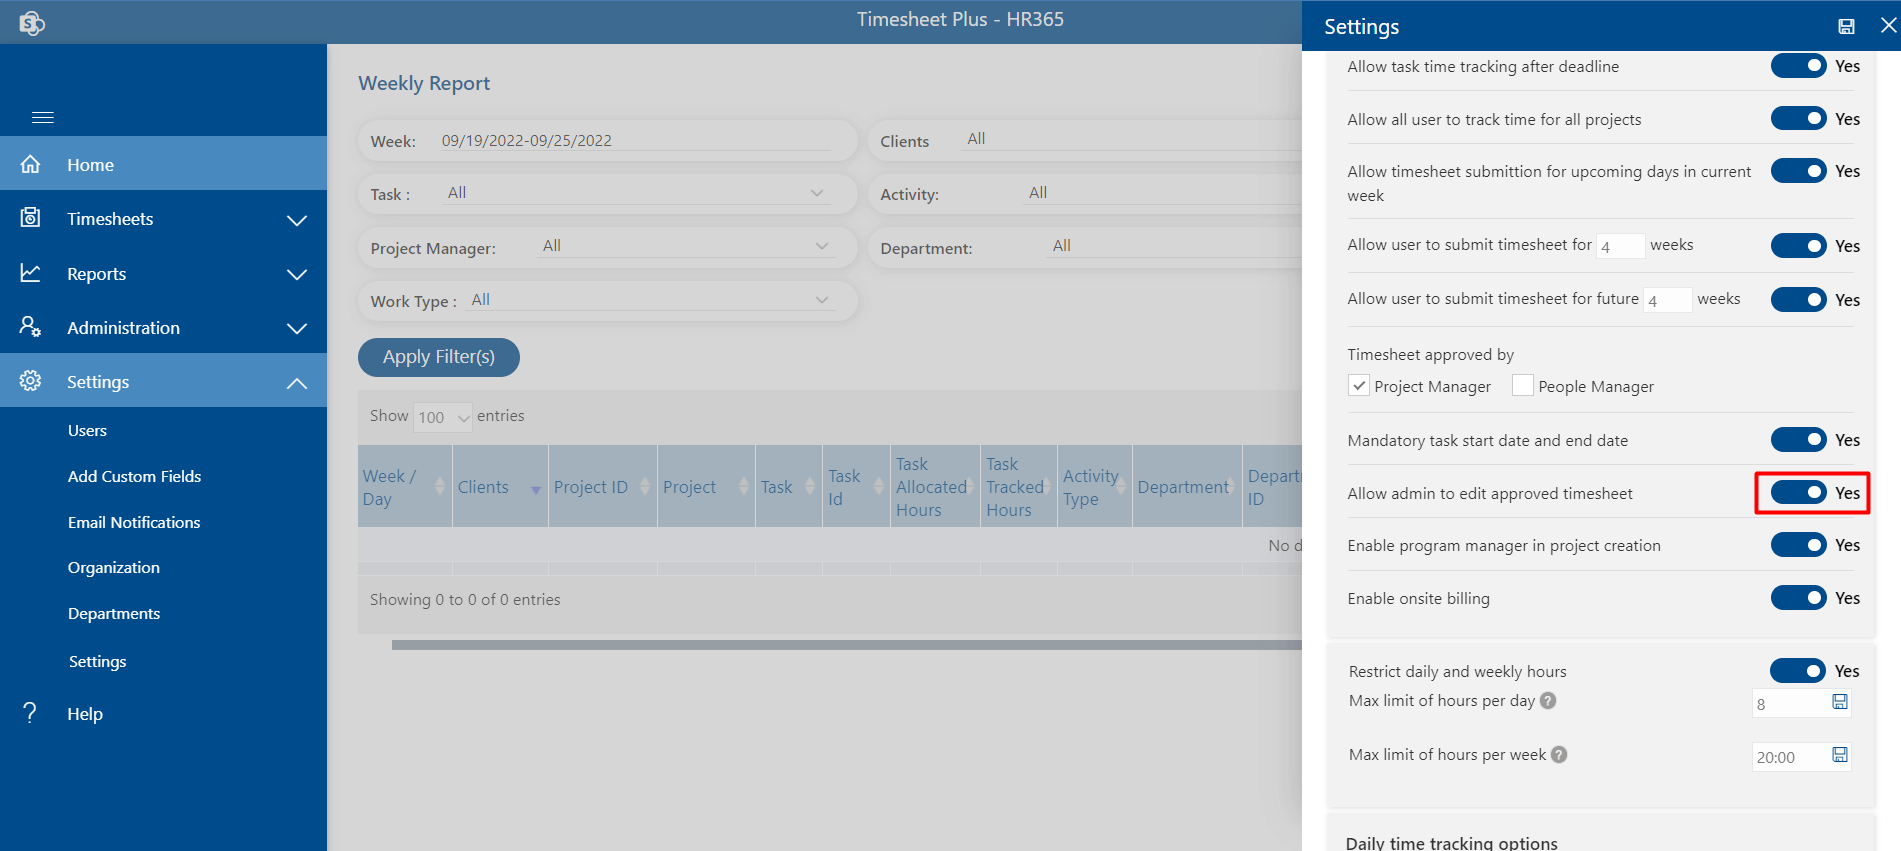 Timesheet Plus - HR365
Home
Timesheets
Reports
Administration
Settings
Users
Add Custom Fields
Email Notifications
Organization
Departments
Settings
? Help
Weekly Report
Week: 09/19/2022-09/25/2022
Clients All
Task : All
Activity: All
Project Manager: All
Department: All
Work Type : All
Apply Filter(s)
Show 100 entries
Week / Day
Clients
Project ID
Project
Task
Task Id
Task Allocated Hours
Task Tracked Hours
Activity Type
Department
ID
No
Showing 0 to 0 of 0 entries
Settings
Allow task time tracking after deadline Yes
Allow all user to track time for all projects Yes
Allow timesheet submittion for upcoming days in current Yes
week
Allow user to submit timesheet for 4 weeks Yes
Allow user to submit timesheet for future 4 weeks Yes
Timesheet approved by
Project Manager People Manager
Mandatory task start date and end date Yes
Allow admin to edit approved timesheet Yes
Enable program manager in project creation Yes
Enable onsite billing Yes
Restrict daily and weekly hours Yes
Max limit of hours per day ? 8
Max limit of hours per week ? 20:00
Daily time tracking options